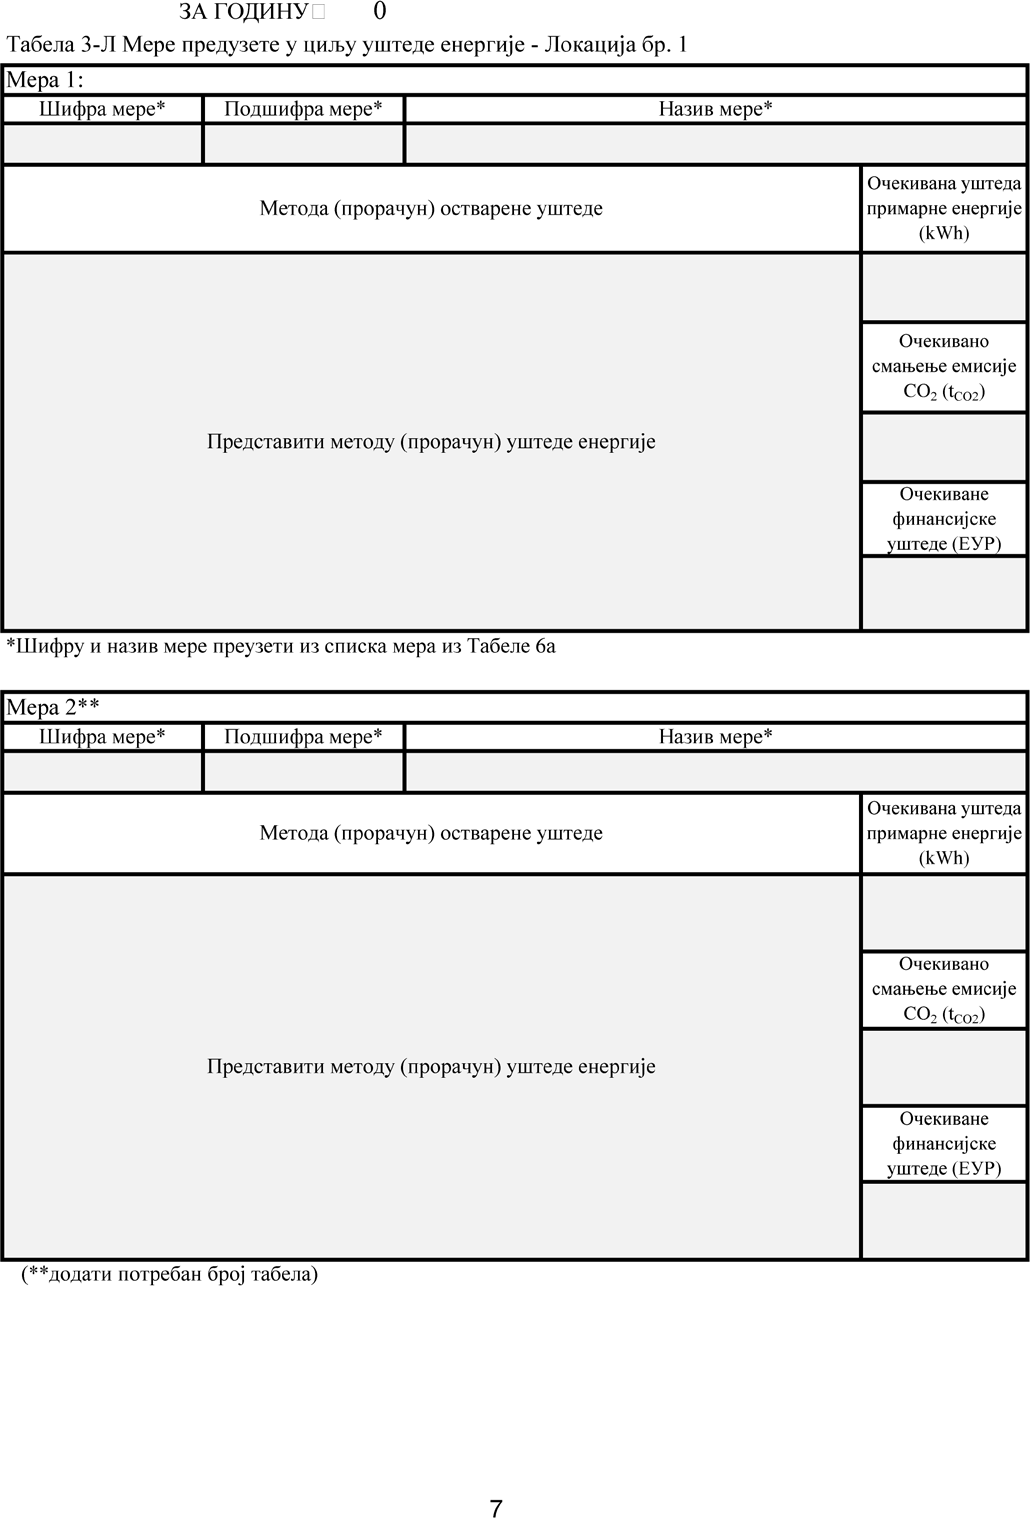 ЗА ГОДИНУ 0
Табела 3-Л Мере предузете у циљу уштеде енергије - Локација бр. 1
Мера 1:
Шифра мере* Подшифра мере* Назив мере*
Метода (прорачун) остварене уштеде
Очекивана уштеда
примарне енергије
(kWh)
Представити методу (прорачун) уштеде енергије
Очекивано
смањење емисије
CO₂ (tCO2)
Очекиване
финансијске
уштеде (ЕУР)
*Шифру и назив мере преузети из списка мера из Табеле 6а
Мера 2**
Шифра мере* Подшифра мере* Назив мере*
Метода (прорачун) остварене уштеде
Очекивана уштеда
примарне енергије
(kWh)
Представити методу (прорачун) уштеде енергије
Очекивано
смањење емисије
CO₂ (tCO2)
Очекиване
финансијске
уштеде (ЕУР)
(**додати потребан број табела)
7